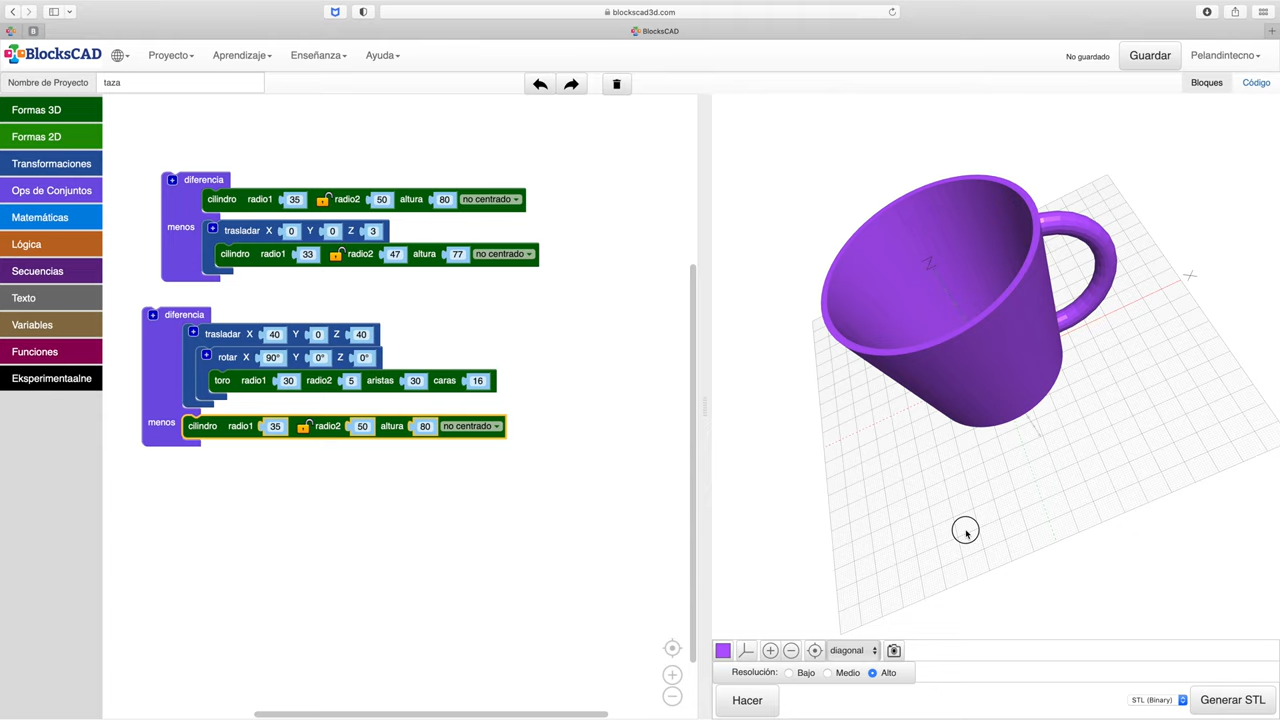 blockscad3d.com
B
BlocksCAD
BlocksCAD
Proyecto
Aprendizaje
Enseñanza
Ayuda
No guardado
Guardar
Pelandintecno
Nombre de Proyecto
taza
Bloques
Código
Formas 3D
Formas 2D
Transformaciones
Ops de Conjuntos
Matemáticas
Lógica
Secuencias
Texto
Variables
Funciones
Eksperimentaalne
+ diferencia
cilindro radio1 35 radio2 50 altura 80 no centrado
menos
+ trasladar X 0 Y 0 Z 3
cilindro radio1 33 radio2 47 altura 77 no centrado
+ diferencia
+ trasladar X 40 Y 0 Z 40
+ rotar X 90° Y 0° Z 0°
toro radio1 30 radio2 5 aristas 30 caras 16
menos
cilindro radio1 35 radio2 50 altura 80 no centrado
Z
X
diagonal
Resolución: Bajo Medio Alto
Hacer
STL (Binary)
Generar STL